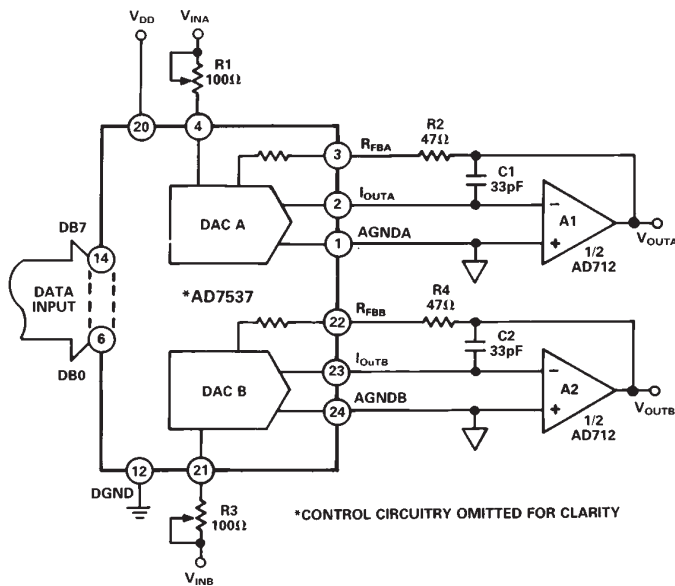 VDD
VINA
R1
100Ω
20
4
3
RFBA
R2
47Ω
C1
33pF
DAC A
2
IOUTA
1
AGNDA
−
A1
+
1/2
AD712
VOUTA
DB7
14
DATA
INPUT
6
DB0
*AD7537
22
RFBB
R4
47Ω
C2
33pF
DAC B
23
IOuTB
24
AGNDB
−
A2
+
1/2
AD712
VOUTB
12
21
DGND
R3
100Ω
VINB
*CONTROL CIRCUITRY OMITTED FOR CLARITY